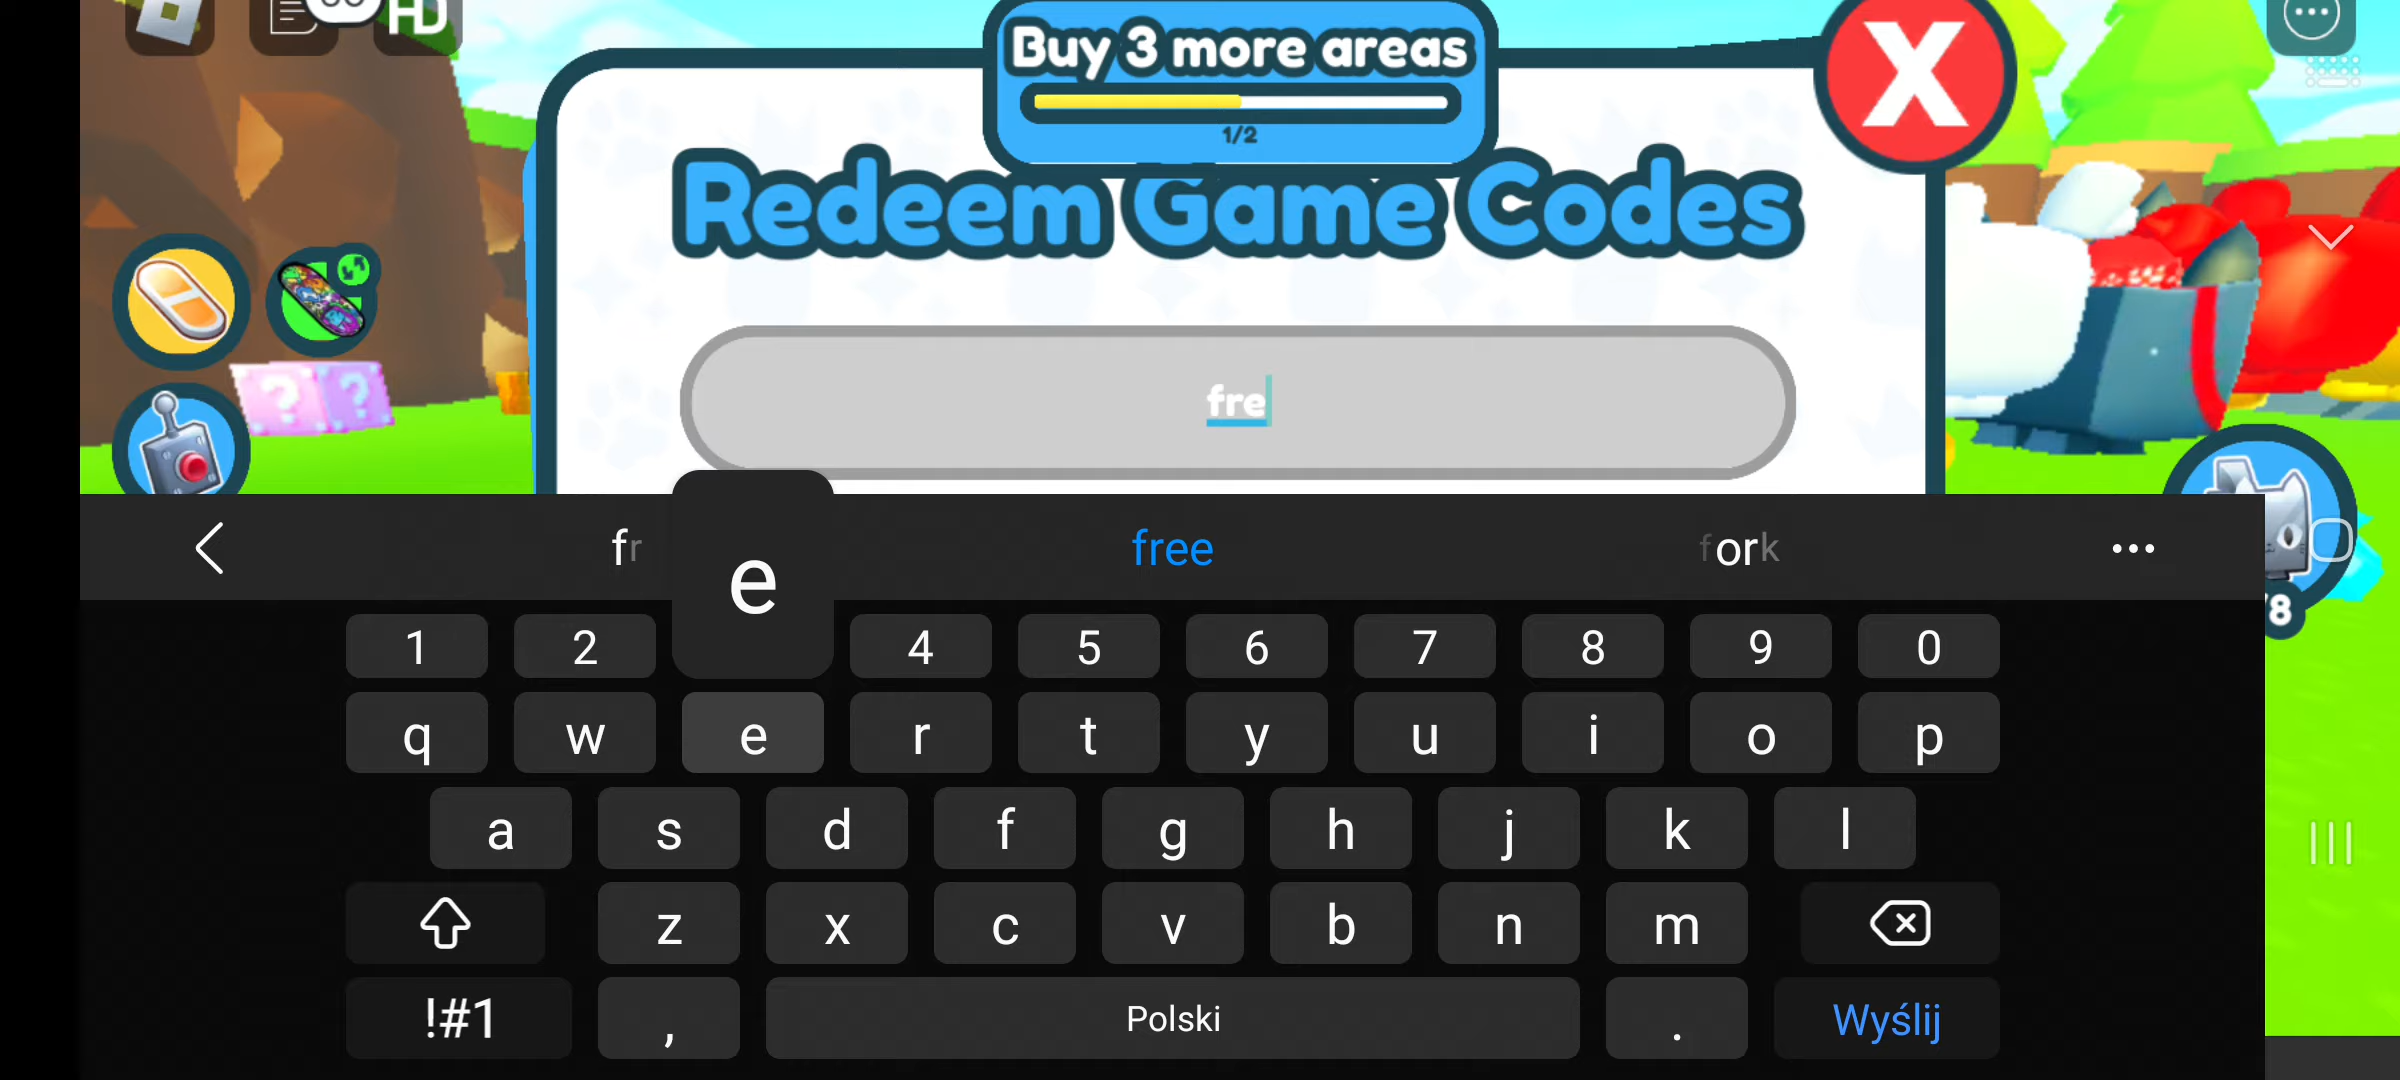 HD
Buy 3 more areas
1/2
X
Redeem Game Codes
? ?
fre
fr
e
free
fork
...
8
1 2 4 5 6 7 8 9 0
q w e r t y u i o p
a s d f g h j k l
z x c v b n m
!#1 , Polski . Wyślij